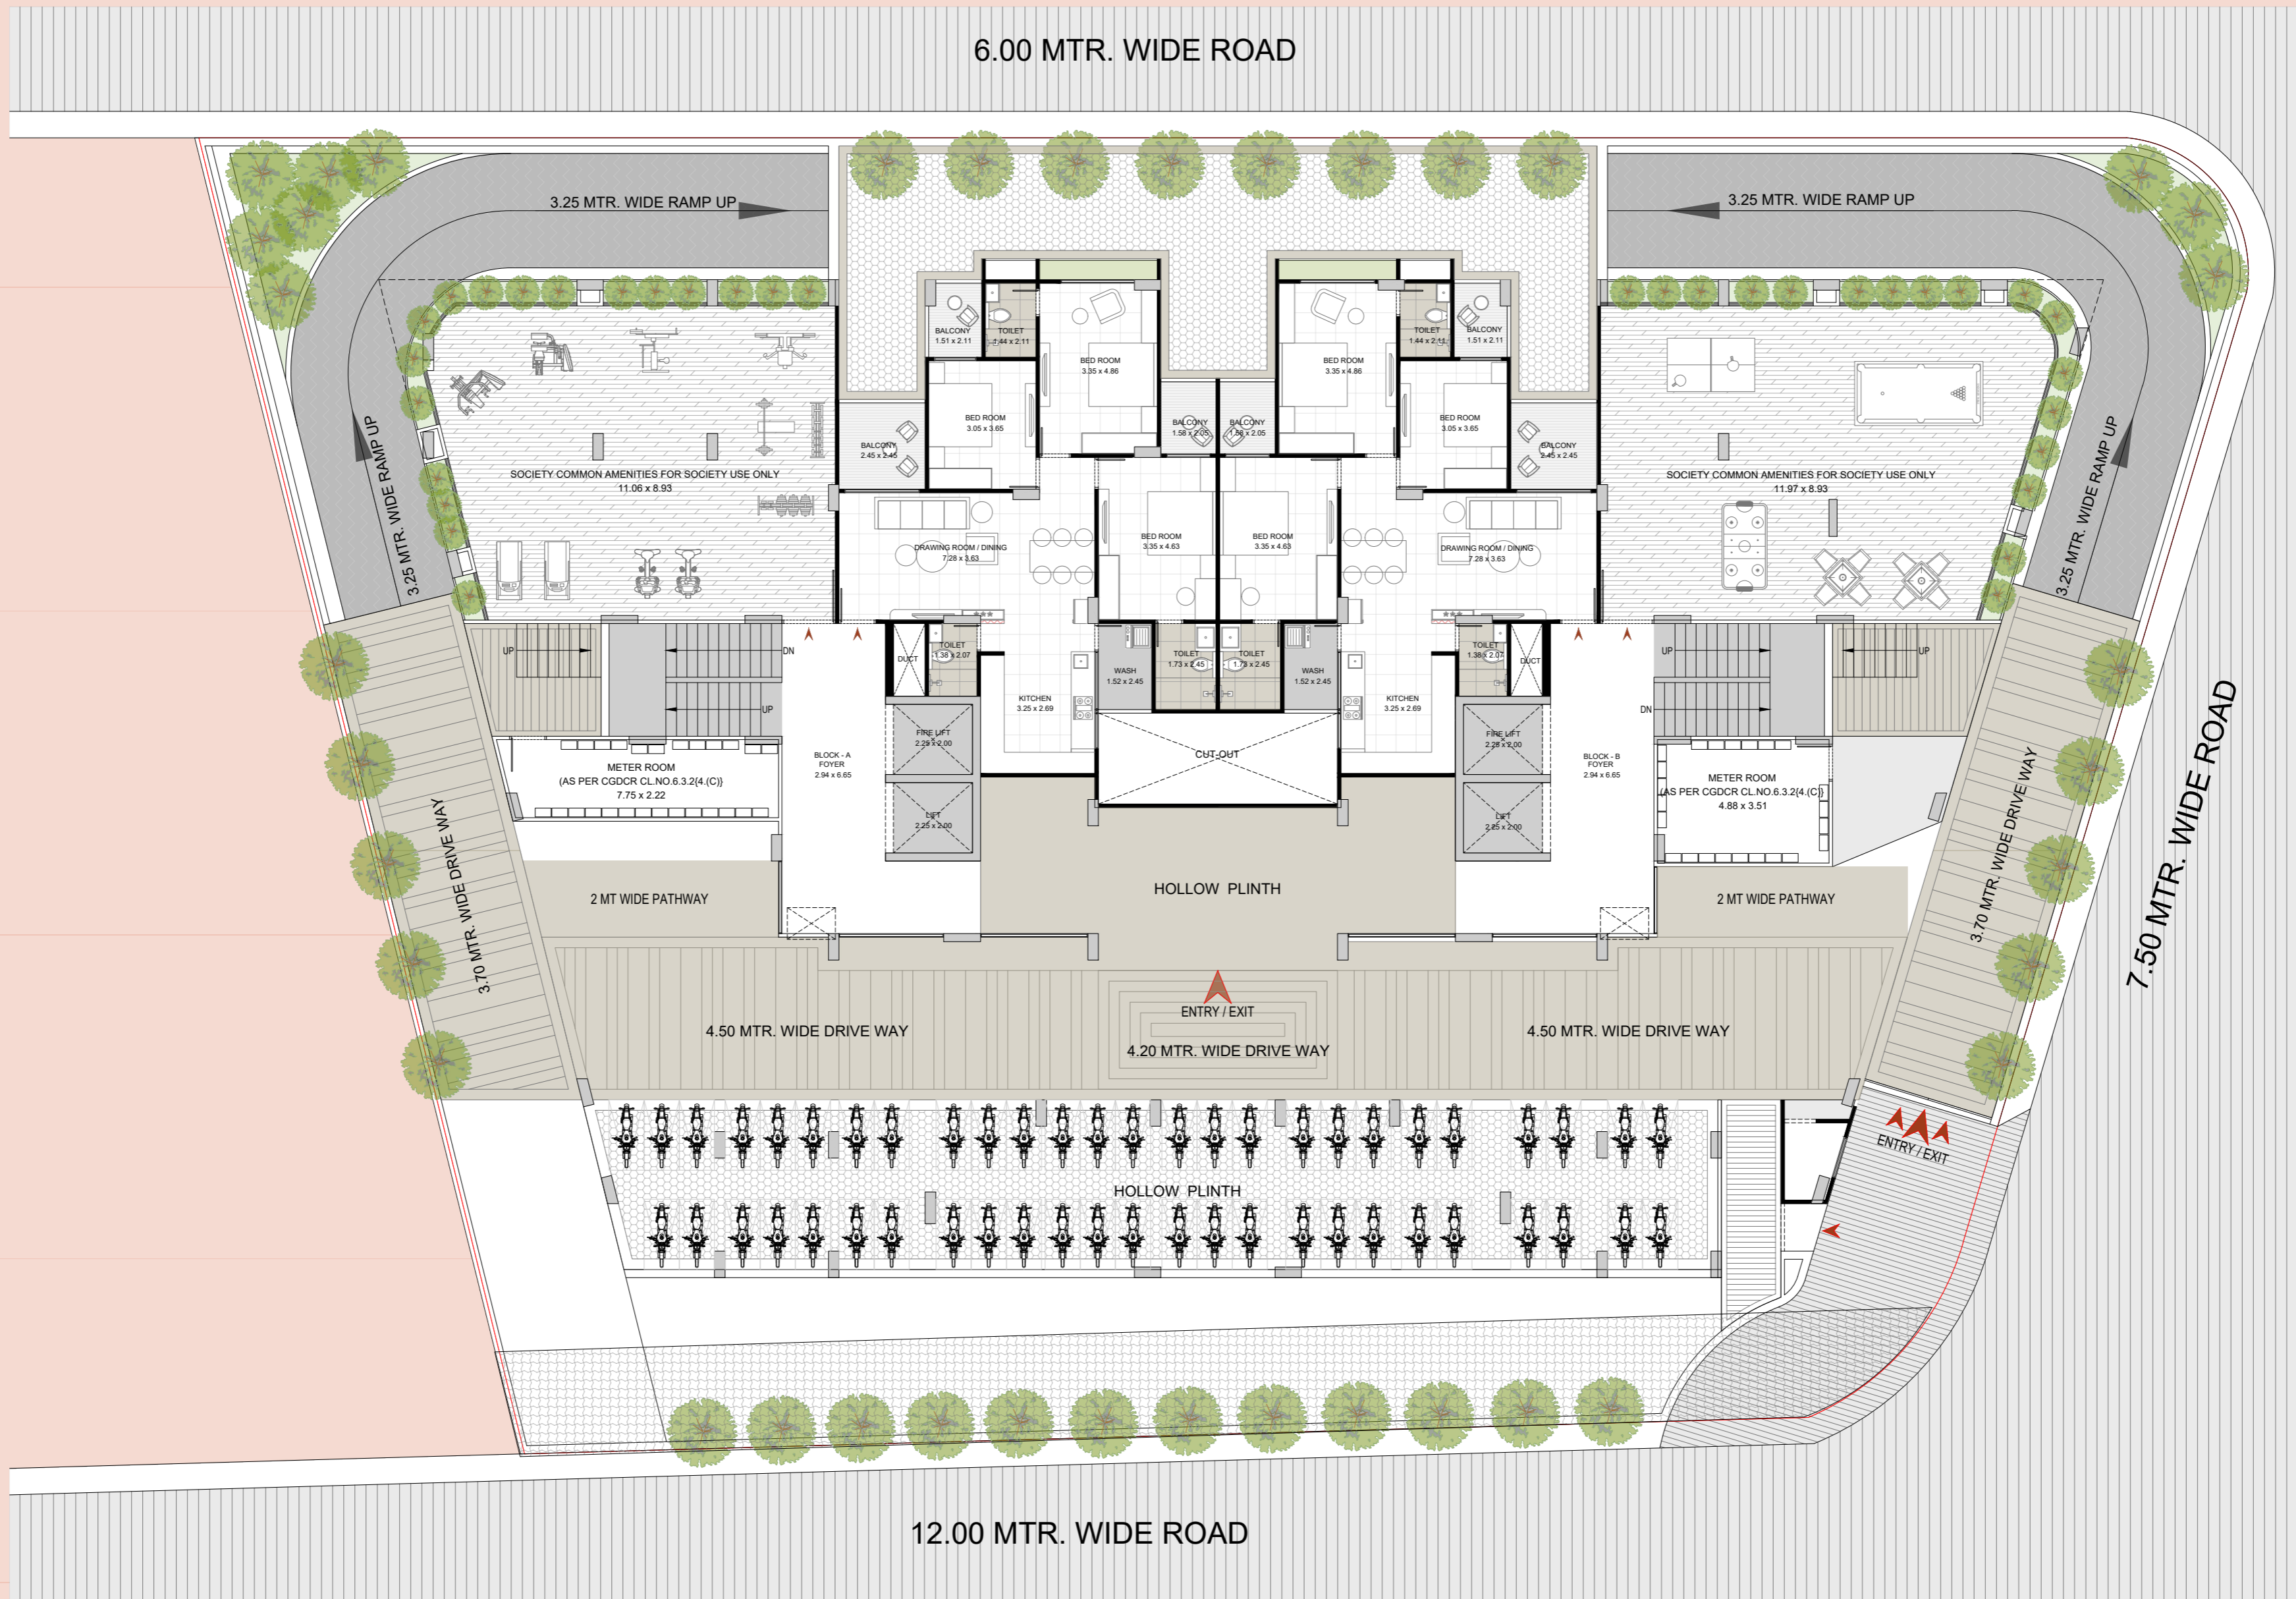 6.00 MTR. WIDE ROAD
3.25 MTR. WIDE RAMP UP
3.25 MTR. WIDE RAMP UP
BALCONY
1.51 x 2.11
TOILET
1.44 x 2.11
BED ROOM
3.35 x 4.86
BED ROOM
3.35 x 4.86
TOILET
1.44 x 2.11
BALCONY
1.51 x 2.11
BED ROOM
3.05 x 3.65
BALCONY
1.58 x 2.05
BALCONY
1.58 x 2.05
BED ROOM
3.05 x 3.65
BALCONY
2.45 x 2.45
BALCONY
2.45 x 2.45
3.25 MTR. WIDE RAMP UP
SOCIETY COMMON AMENITIES FOR SOCIETY USE ONLY
11.06 x 8.93
SOCIETY COMMON AMENITIES FOR SOCIETY USE ONLY
11.97 x 8.93
3.25 MTR. WIDE RAMP UP
DRAWING ROOM / DINING
7.28 x 3.63
BED ROOM
3.35 x 4.63
BED ROOM
3.35 x 4.63
DRAWING ROOM / DINING
7.28 x 3.63
UP
DN
UP
DUCT
TOILET
1.38 x 2.07
WASH
1.52 x 2.45
TOILET
1.73 x 2.45
TOILET
1.73 x 2.45
WASH
1.52 x 2.45
TOILET
1.38 x 2.07
DUCT
UP
DN
UP
KITCHEN
3.25 x 2.69
KITCHEN
3.25 x 2.69
FIRE LIFT
2.25 x 2.00
FIRE LIFT
2.25 x 2.00
CUT-OUT
BLOCK - A
FOYER
2.94 x 6.65
BLOCK - B
FOYER
2.94 x 6.65
METER ROOM
(AS PER CGDCR CL.NO.6.3.2{4.(C)}
7.75 x 2.22
METER ROOM
(AS PER CGDCR CL.NO.6.3.2{4.(C)}
4.88 x 3.51
LIFT
2.25 x 2.00
LIFT
2.25 x 2.00
3.70 MTR. WIDE DRIVE WAY
3.70 MTR. WIDE DRIVE WAY
7.50 MTR. WIDE ROAD
2 MT WIDE PATHWAY
HOLLOW PLINTH
2 MT WIDE PATHWAY
ENTRY / EXIT
4.50 MTR. WIDE DRIVE WAY
4.20 MTR. WIDE DRIVE WAY
4.50 MTR. WIDE DRIVE WAY
ENTRY / EXIT
HOLLOW PLINTH
12.00 MTR. WIDE ROAD